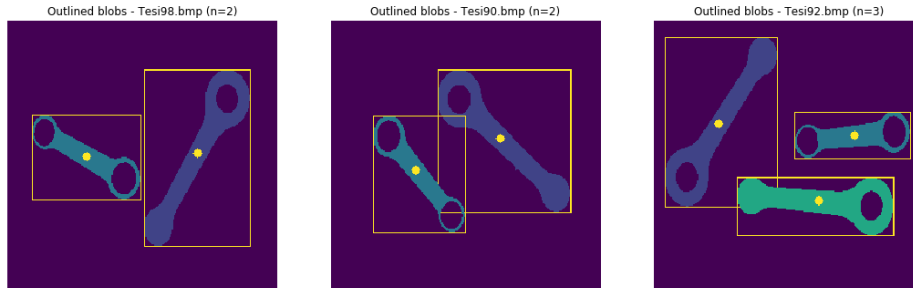 Outlined blobs - Tesi98.bmp (n=2)
Outlined blobs - Tesi90.bmp (n=2)
Outlined blobs - Tesi92.bmp (n=3)